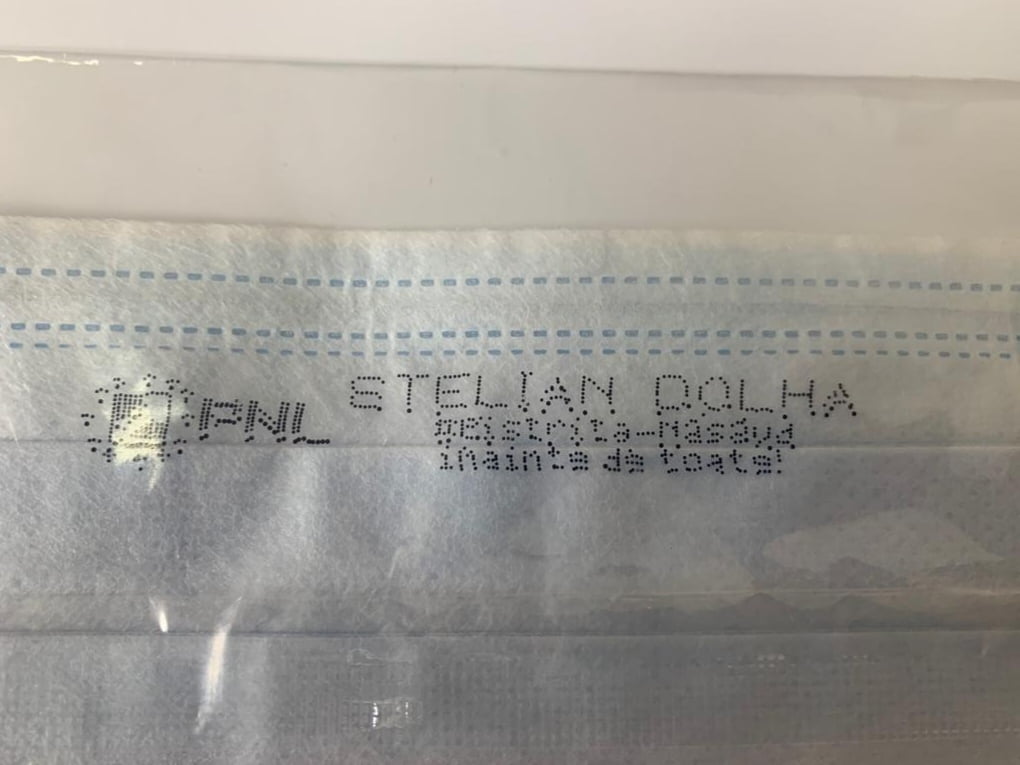 PNL
STELIAN DOLHA
#Bistrița-Năsăud
înainte de toate!